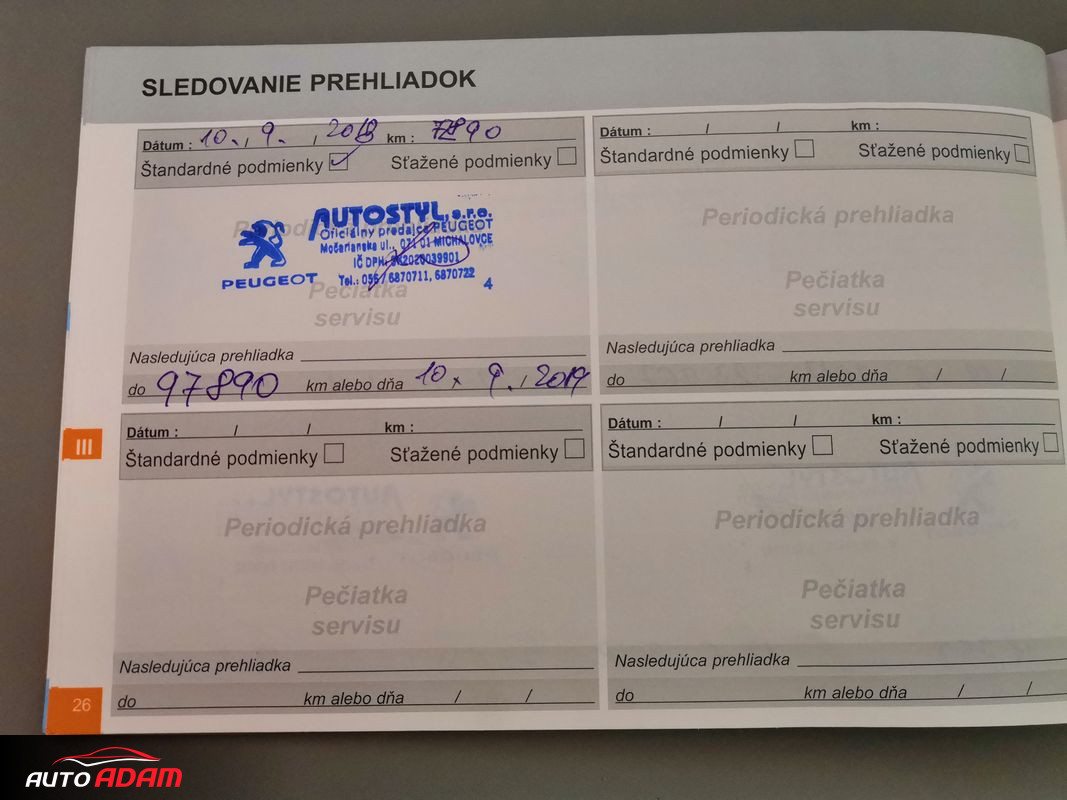 SLEDOVANIE PREHLIADOK
Dátum : 10. / 9. / 2018 km :
Štandardné podmienky Sťažené podmienky
Periodická prehliadka
PEUGEOT
AUTOSTYL, s.r.o.
Oficiálny predajca PEUGEOT
Močarianska ul., 071 01 MICHALOVCE
IČ DPH:
Tel.: 056 / 6870711, 6870722
4
Pečiatka
servisu
Nasledujúca prehliadka
do 97890 km alebo dňa 10. 9. / 2019
Dátum : / / km :
Štandardné podmienky Sťažené podmienky
Periodická prehliadka
Pečiatka
servisu
Nasledujúca prehliadka
do km alebo dňa / /
III
Dátum : / / km :
Štandardné podmienky Sťažené podmienky
Periodická prehliadka
Pečiatka
servisu
Nasledujúca prehliadka
do km alebo dňa / /
Dátum : / / km :
Štandardné podmienky Sťažené podmienky
Periodická prehliadka
Pečiatka
servisu
Nasledujúca prehliadka
do km alebo dňa / /
26
AUTO ADAM